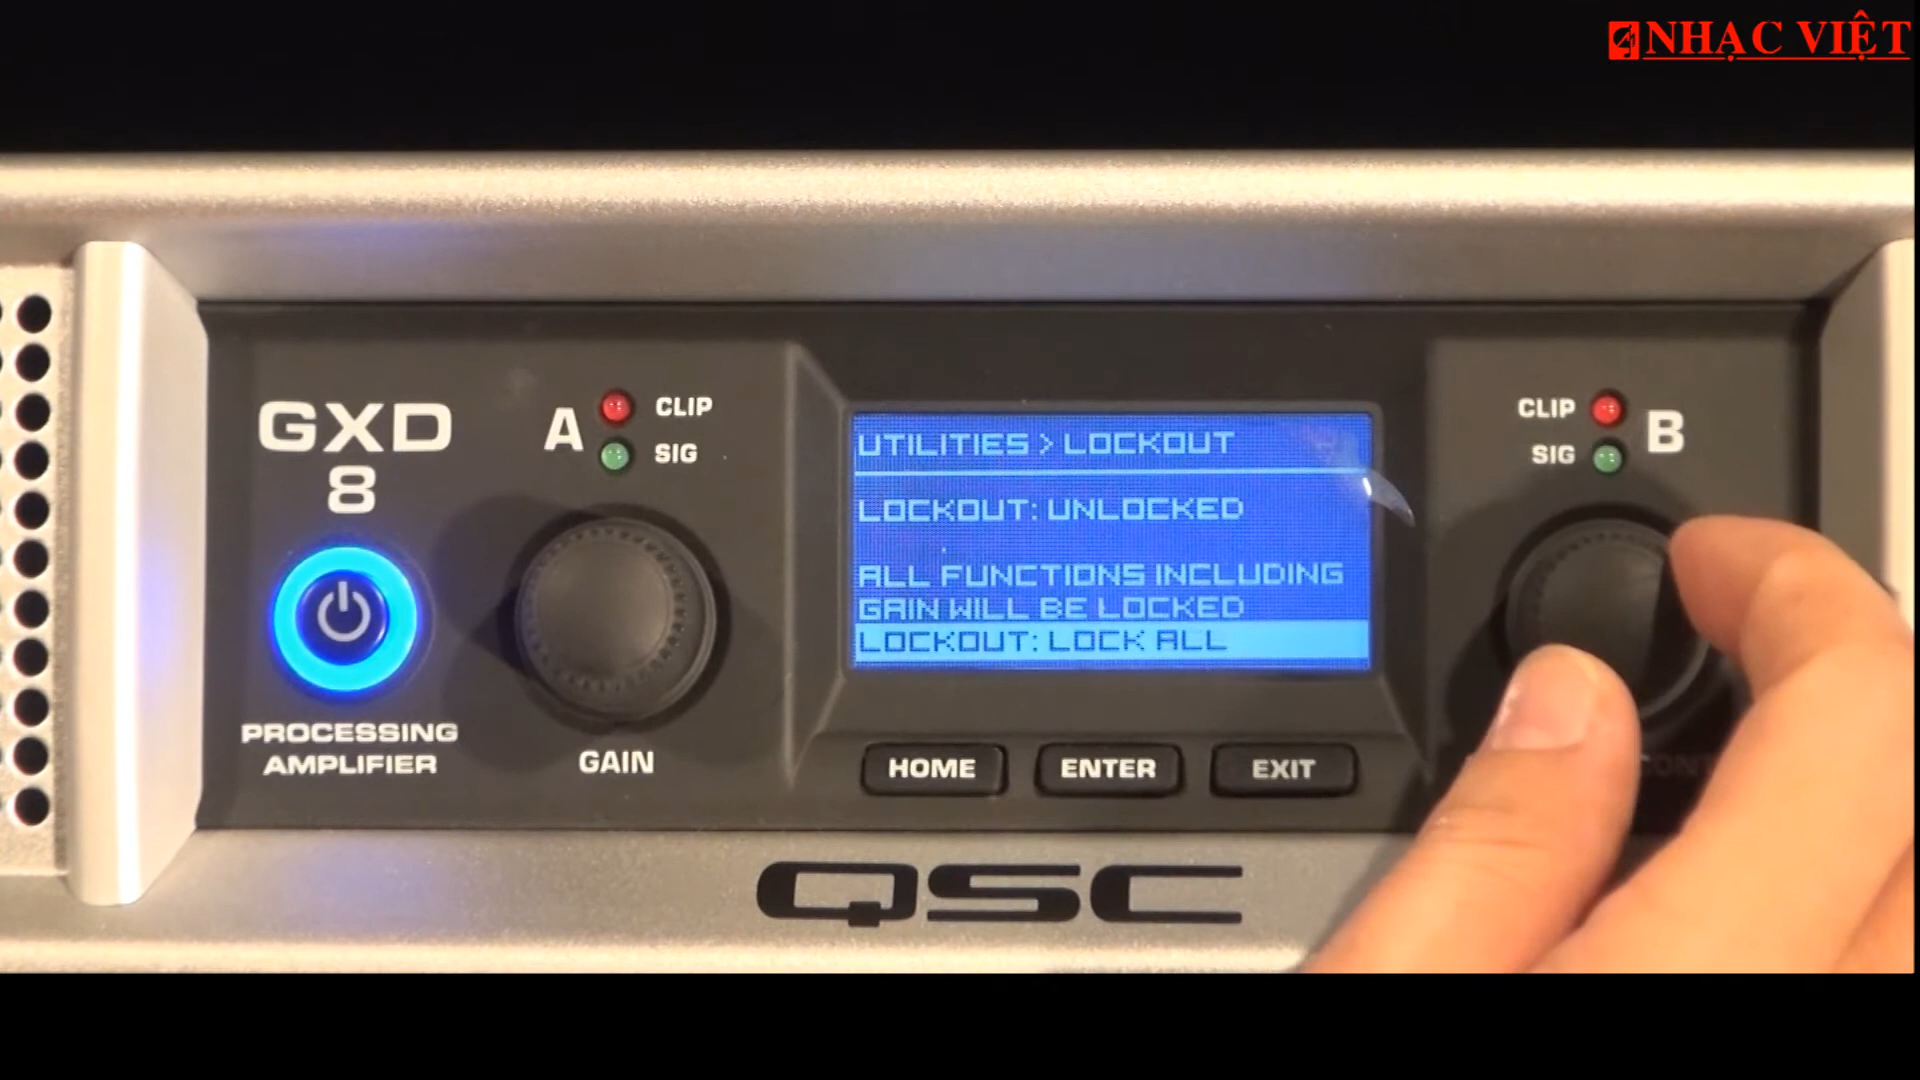 NHẠC VIỆT
GXD
8
A
CLIP
SIG
PROCESSING
AMPLIFIER
GAIN
UTILITIES > LOCKOUT
LOCKOUT: UNLOCKED
ALL FUNCTIONS INCLUDING
GAIN WILL BE LOCKED
LOCKOUT: LOCK ALL
HOME
ENTER
EXIT
CLIP
SIG
B
QSC